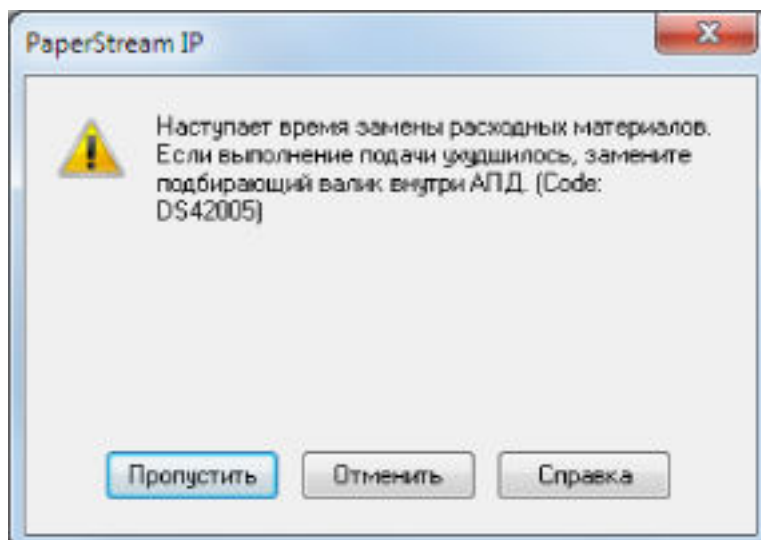 PaperStream IP
Наступает время замены расходных материалов.
Если выполнение подачи ухудшилось, замените
подбирающий валик внутри АПД. (Code:
DS42005)
Пропустить Отменить Справка